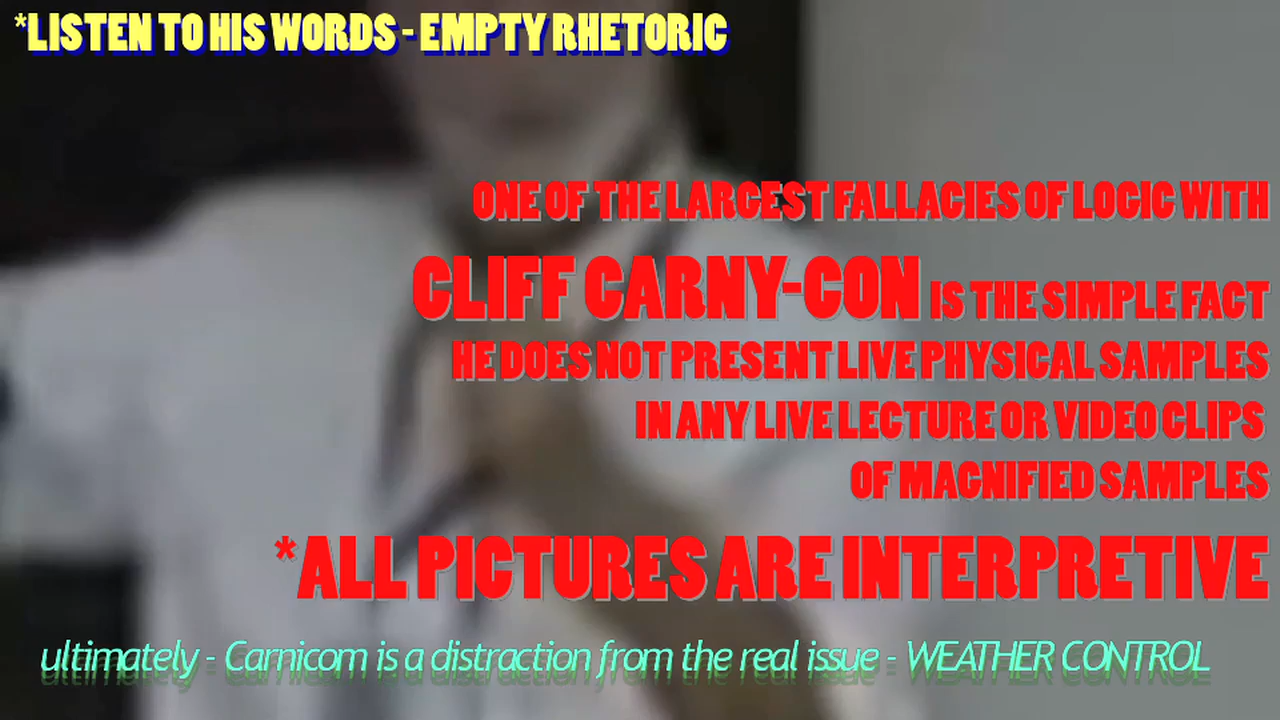 *LISTEN TO HIS WORDS - EMPTY RHETORIC
ONE OF THE LARGEST FALLACIES OF LOGIC WITH
CLIFF CARNY-CON IS THE SIMPLE FACT
HE DOES NOT PRESENT LIVE PHYSICAL SAMPLES
IN ANY LIVE LECTURE OR VIDEO CLIPS
OF MAGNIFIED SAMPLES
*ALL PICTURES ARE INTERPRETIVE
ultimately - Carnicom is a distraction from the real issue - WEATHER CONTROL